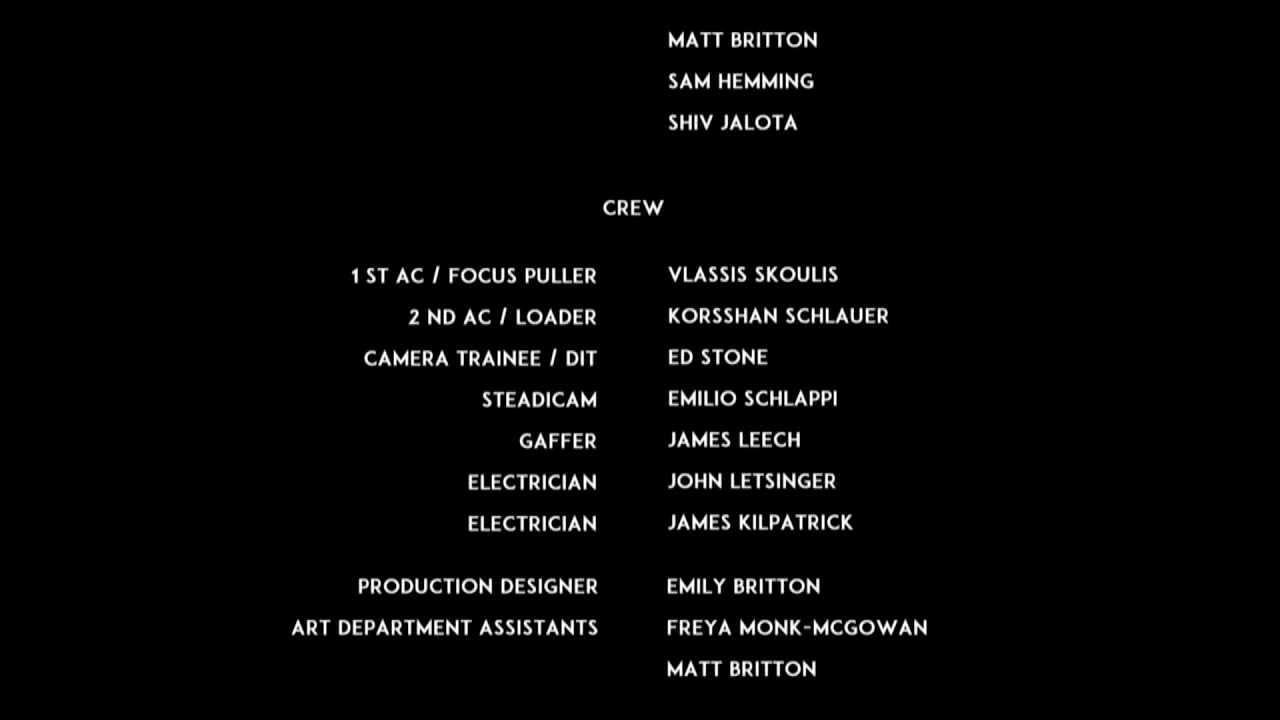 MATT BRITTON
SAM HEMMING
SHIV JALOTA
CREW
1 ST AC / FOCUS PULLER VLASSIS SKOULIS
2 ND AC / LOADER KORSSHAN SCHLAUER
CAMERA TRAINEE / DIT ED STONE
STEADICAM EMILIO SCHLAPPI
GAFFER JAMES LEECH
ELECTRICIAN JOHN LETSINGER
ELECTRICIAN JAMES KILPATRICK
PRODUCTION DESIGNER EMILY BRITTON
ART DEPARTMENT ASSISTANTS FREYA MONK-MCGOWAN
MATT BRITTON